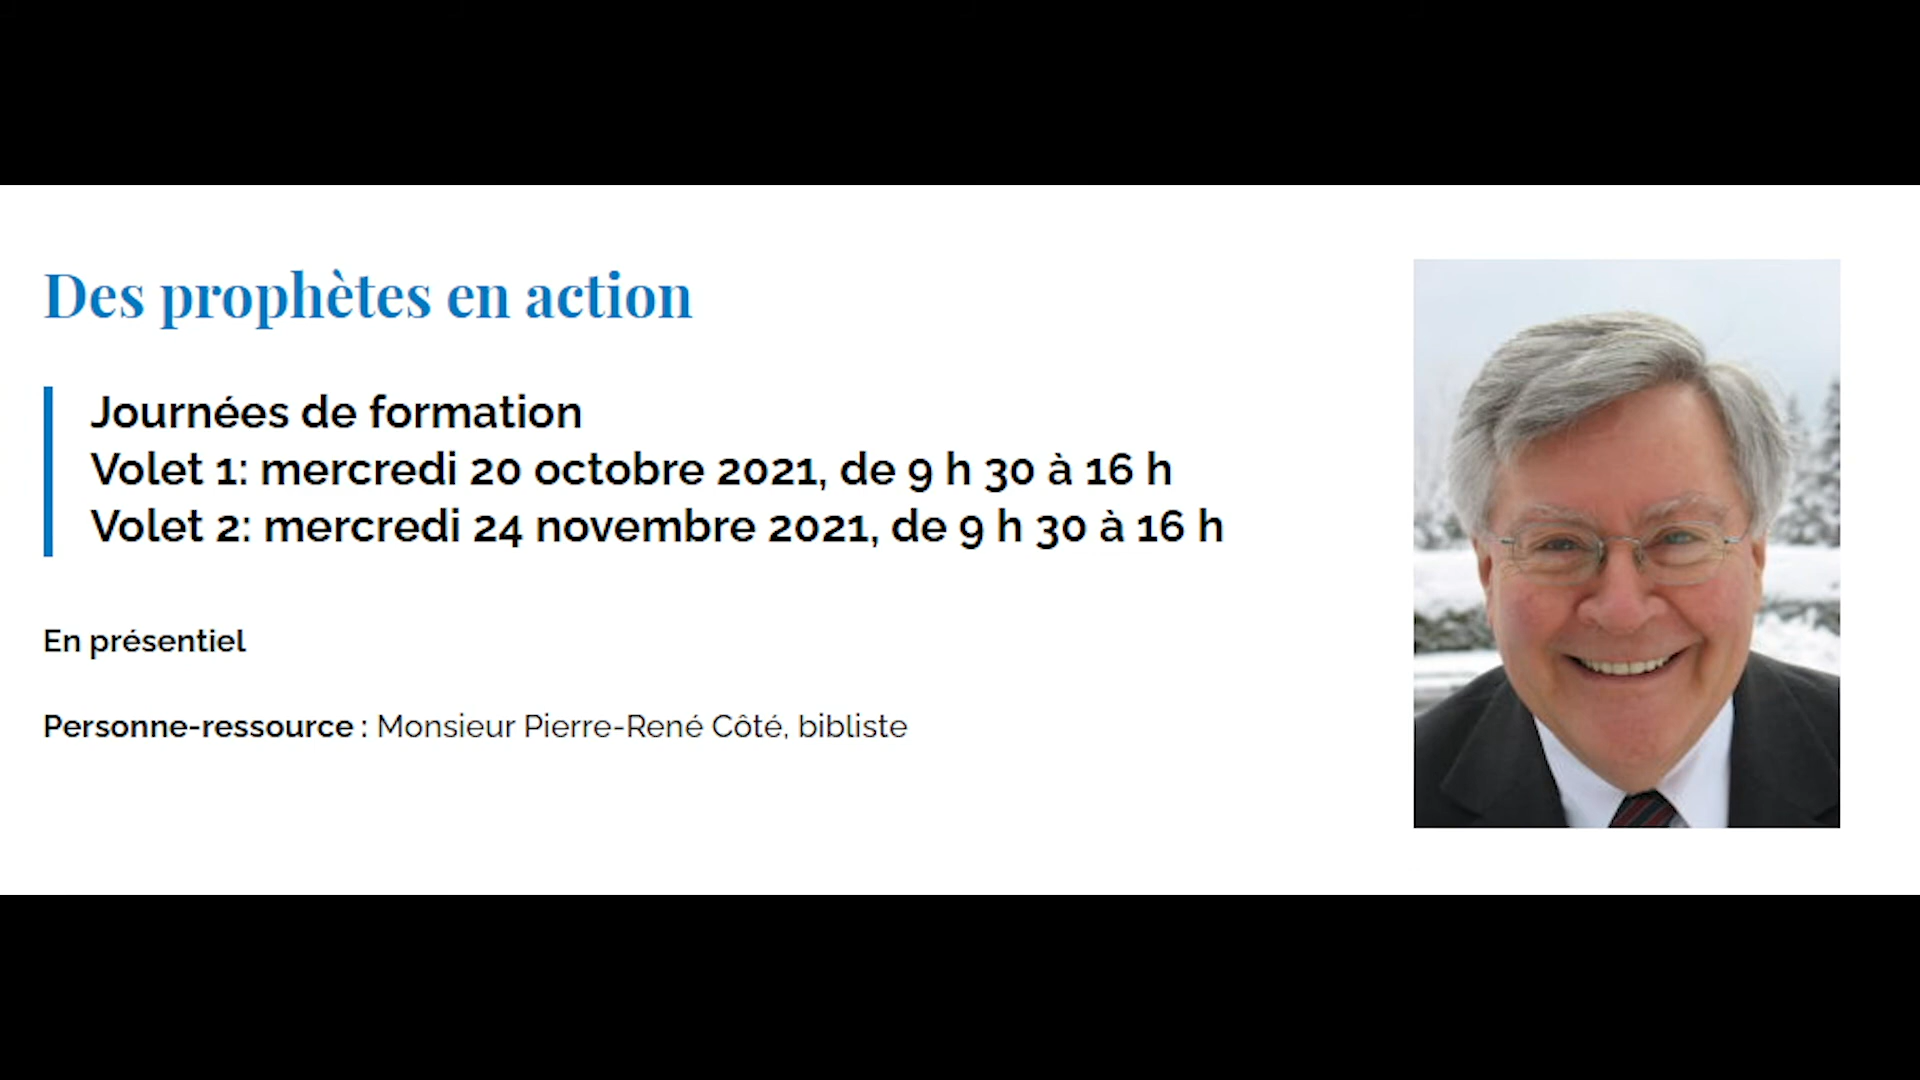 Des prophètes en action
Journées de formation
Volet 1: mercredi 20 octobre 2021, de 9 h 30 à 16 h
Volet 2: mercredi 24 novembre 2021, de 9 h 30 à 16 h
En présentiel
Personne-ressource : Monsieur Pierre-René Côté, bibliste